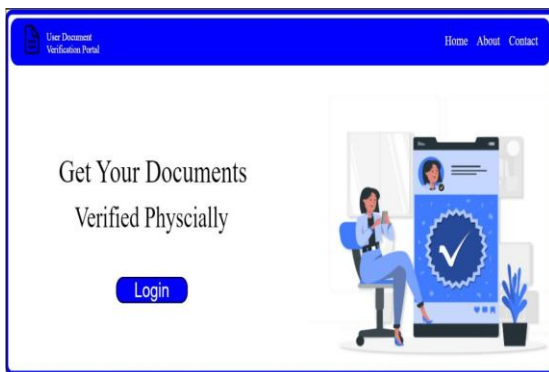 User Document
Verification Portal
Home About Contact
Get Your Documents
Verified Physcially
Login